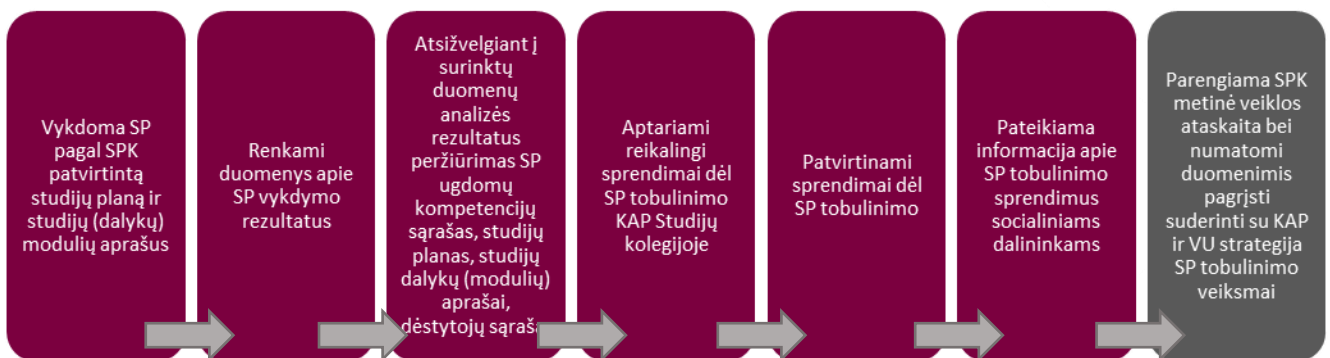 Vykdoma SP
pagal SPK
patvirtintą
studijų planą ir
studijų (dalykų)
modulių aprašus
Renkami
duomenys apie
SP vykdymo
rezultatus
Atsižvelgiant į
surinktų
duomenų
analizės
rezultatus
peržiūrimas SP
ugdomų
kompetencijų
sąrašas, studijų
planas, studijų
dalykų (modulių)
aprašai,
dėstytojų sąraša
Aptariami
reikalingi
sprendimai dėl
SP tobulinimo
KAP Studijų
kolegijoje
Patvirtinami
sprendimai dėl
SP tobulinimo
Pateikiama
informacija apie
SP tobulinimo
sprendimus
socialiniams
dalininkams
Parengiama SPK
metinė veiklos
ataskaita bei
numatomi
duomenimis
pagrįsti
suderinti su KAP
ir VU strategija
SP tobulinimo
veiksmai